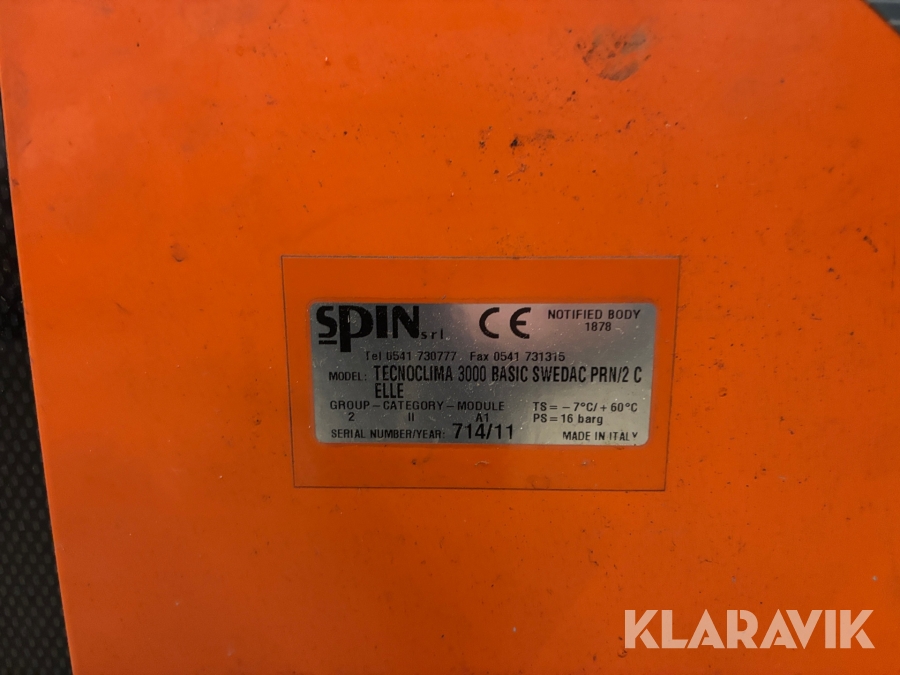 SPIN s.r.l.
CE
NOTIFIED BODY
1878
Tel 0541 730777 Fax 0541 731315
MODEL: TECNOCLIMA 3000 BASIC SWEDAC PRN/2 C
ELLE
GROUP-CATEGORY-MODULE
2 II A1
TS= -7°C/+60°C
PS=16 barg
SERIAL NUMBER/YEAR: 714/11
MADE IN ITALY
KLARAVIK